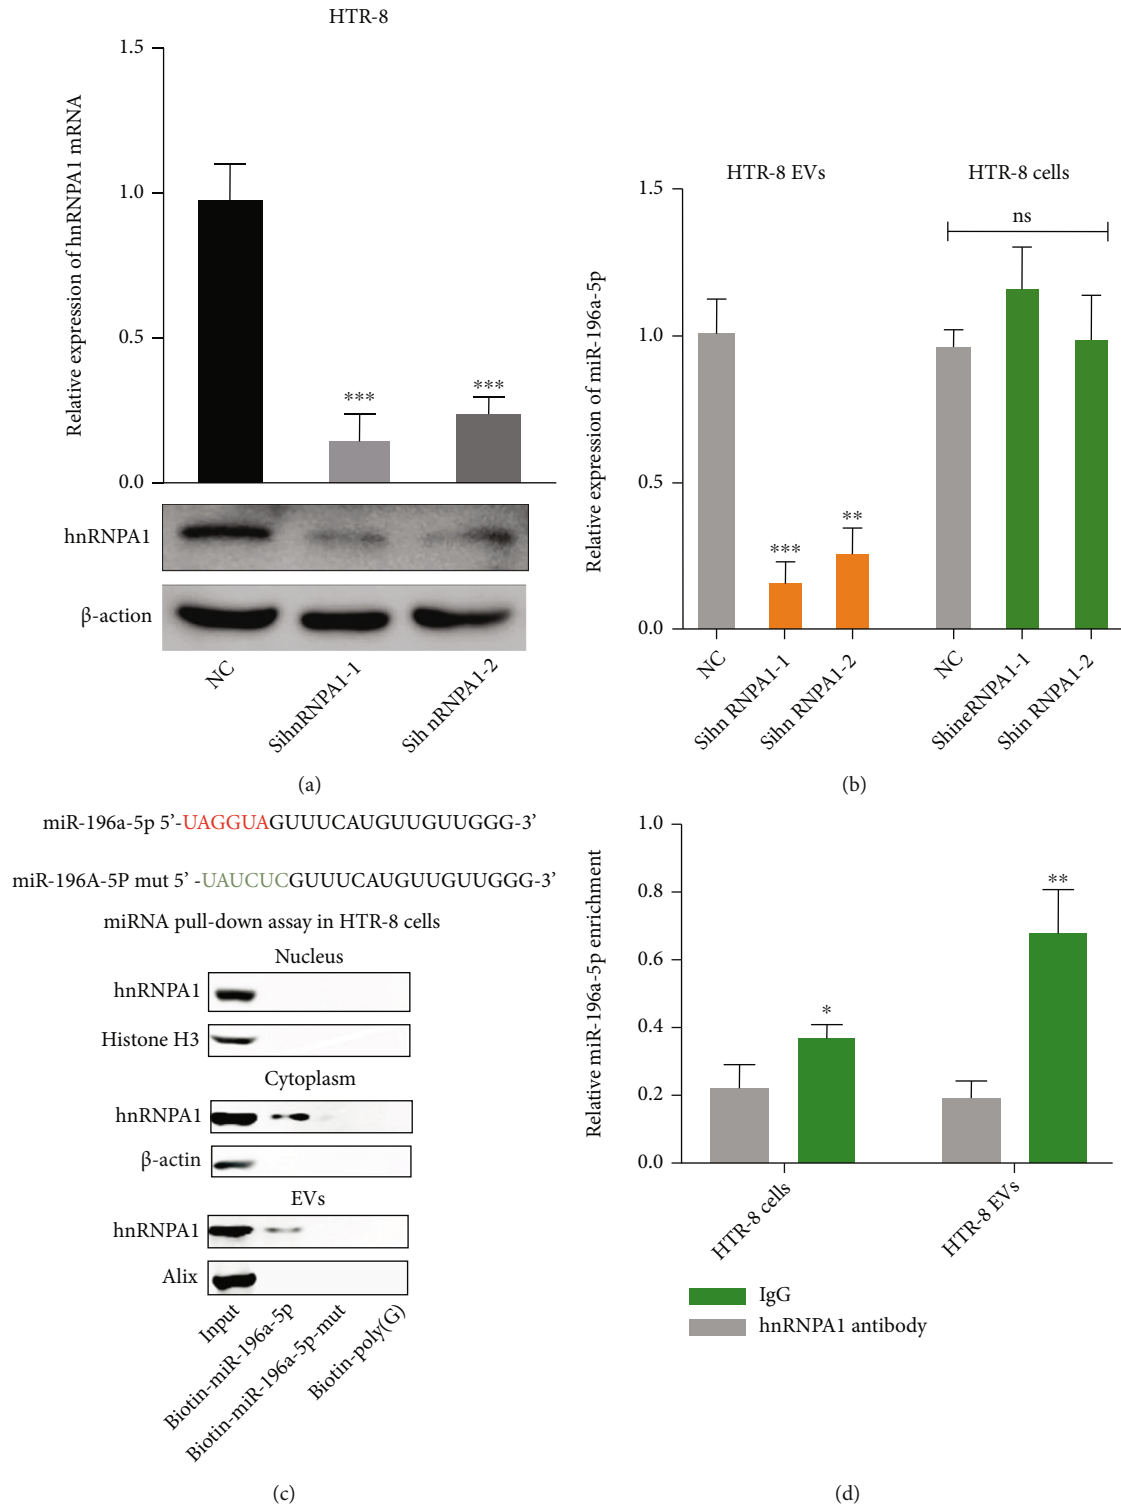 HTR-8
Relative expression of hnRNPA1 mRNA
1.5
1.0
0.5
0.0
***
***
hnRNPA1
β-action
NC
SihnRNPA1-1
Sih nRNPA1-2
(a)
HTR-8 EVs
HTR-8 cells
Relative expression of miR-196a-5p
1.5
1.0
0.5
0.0
***
**
ns
NC
Sihn RNPA1-1
Sihn RNPA1-2
NC
ShineRNPA1-1
Shin RNPA1-2
(b)
miR-196a-5p 5’-UAGGUAGUUUCAUGUUGUUGGG-3’
miR-196A-5P mut 5’ -UAUCUCGUUUCAUGUUGUUGGG-3’
miRNA pull-down assay in HTR-8 cells
Nucleus
hnRNPA1
Histone H3
Cytoplasm
hnRNPA1
β-actin
EVs
hnRNPA1
Alix
Input
Biotin-miR-196a-5p
Biotin-miR-196a-5p-mut
Biotin-poly(G)
(c)
Relative miR-196a-5p enrichment
1.0
0.8
0.6
0.4
0.2
0.0
*
**
HTR-8 cells
HTR-8 EVs
IgG
hnRNPA1 antibody
(d)